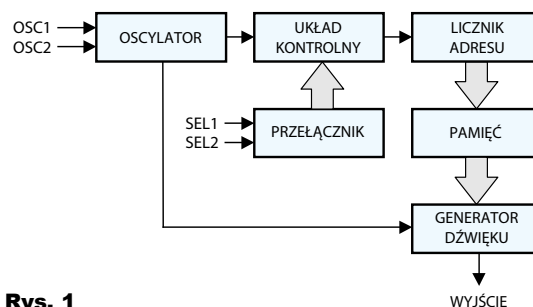 OSC1
OSC2
OSCYLATOR
UKŁAD
KONTROLNY
LICZNIK
ADRESU
SEL1
SEL2
PRZEŁĄCZNIK
PAMIĘĆ
GENERATOR
DŹWIĘKU
Rys. 1
WYJŚCIE